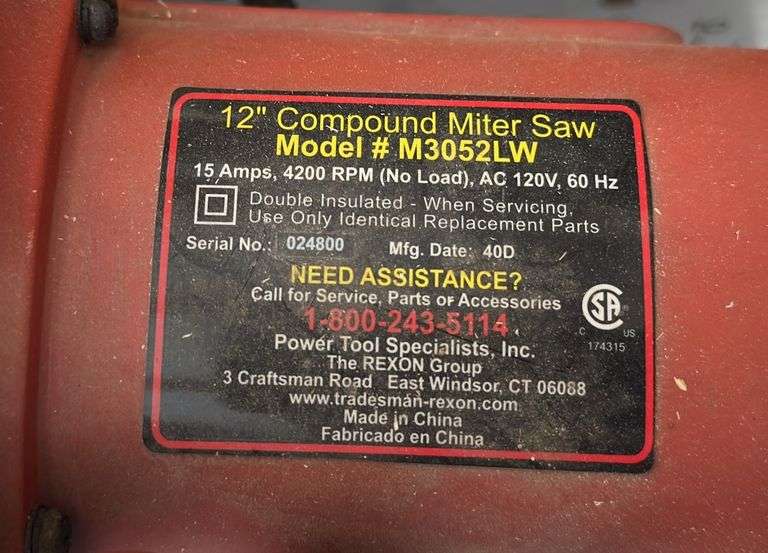 12" Compound Miter Saw
Model # M3052LW
15 Amps, 4200 RPM (No Load), AC 120V, 60 Hz
Double Insulated - When Servicing,
Use Only Identical Replacement Parts
Serial No.: 024800 Mfg. Date: 40D
NEED ASSISTANCE?
Call for Service, Parts or Accessories
1-800-243-5114
Power Tool Specialists, Inc.
The REXON Group
3 Craftsman Road East Windsor, CT 06088
www.tradesman-rexon.com
Made in China
Fabricado en China
SA
C US
174315